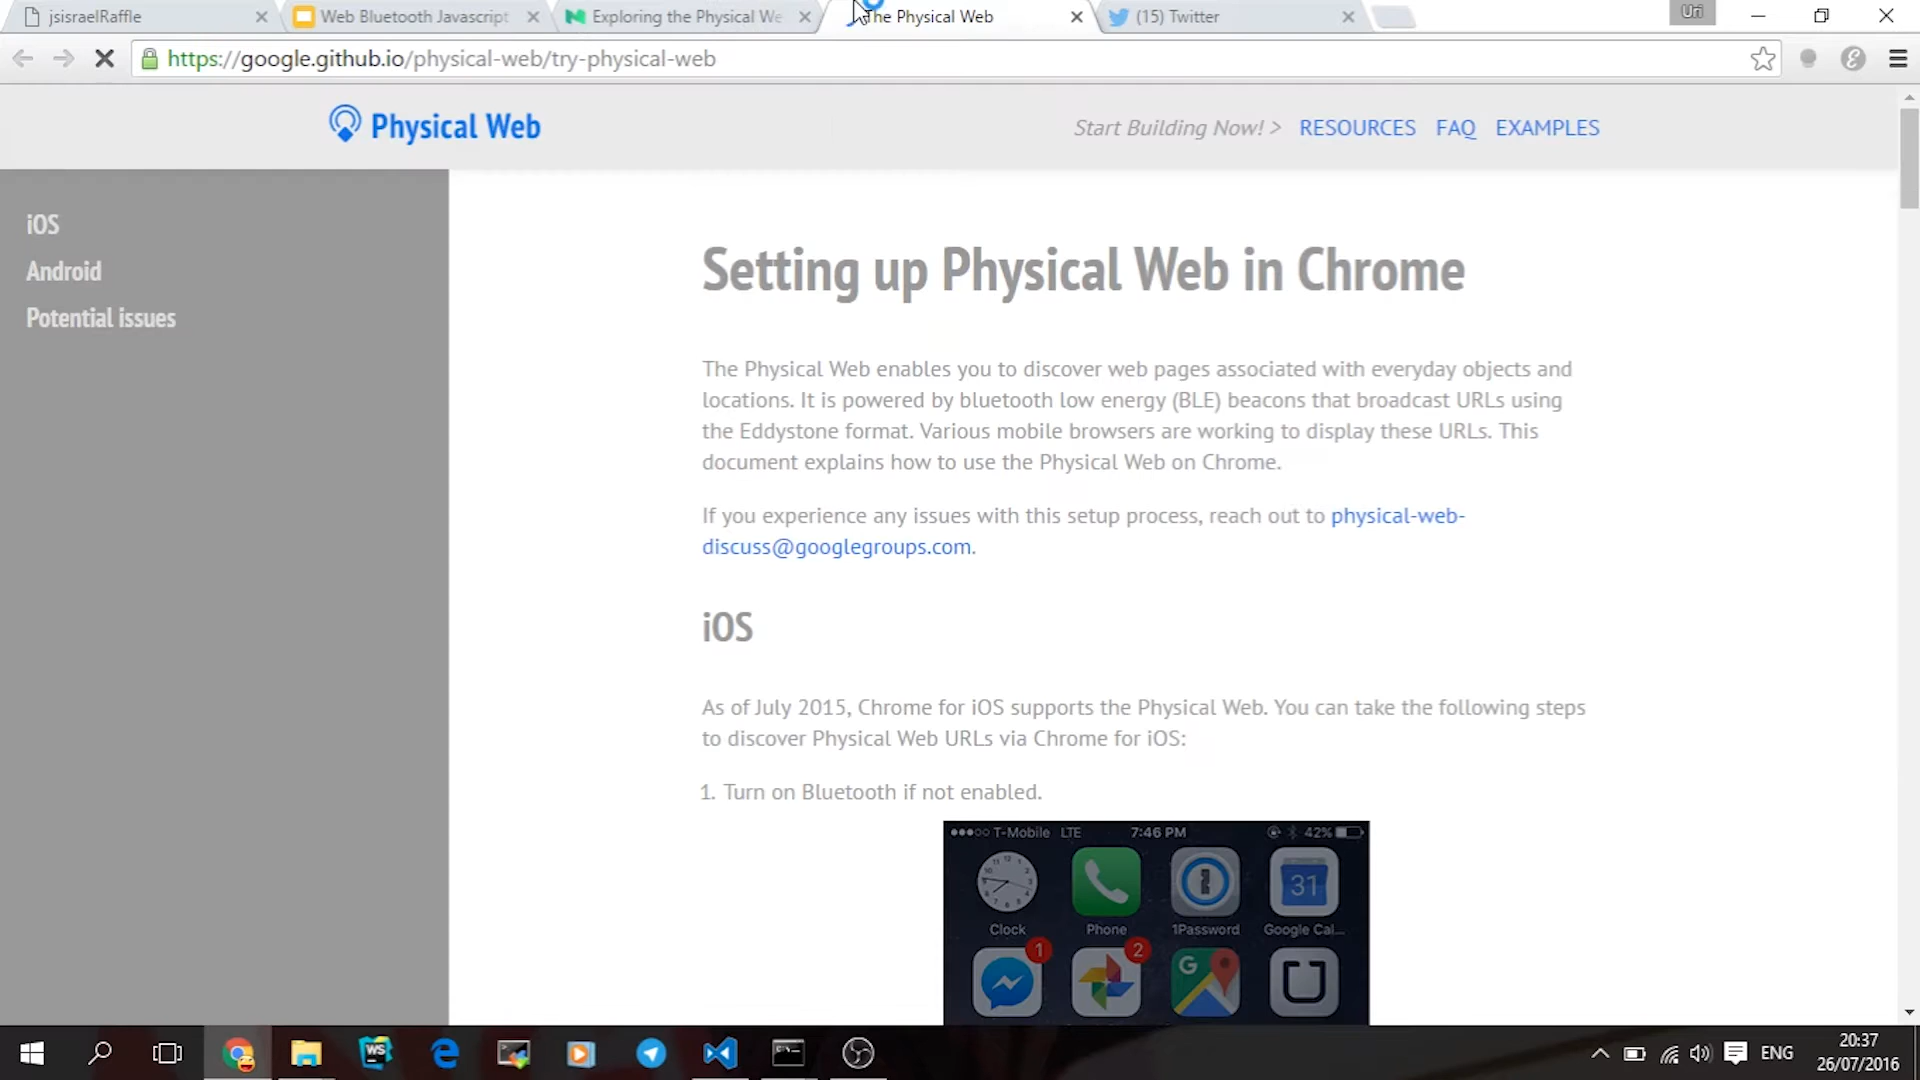 jsisraelRaffle
Web Bluetooth Javascript
Exploring the Physical We
The Physical Web
(15) Twitter
Uri
https://google.github.io/physical-web/try-physical-web
Physical Web
Start Building Now! > RESOURCES FAQ EXAMPLES
iOS
Android
Potential issues
Setting up Physical Web in Chrome
The Physical Web enables you to discover web pages associated with everyday objects and
locations. It is powered by bluetooth low energy (BLE) beacons that broadcast URLs using
the Eddystone format. Various mobile browsers are working to display these URLs. This
document explains how to use the Physical Web on Chrome.
If you experience any issues with this setup process, reach out to physical-web-
discuss@googlegroups.com.
iOS
As of July 2015, Chrome for iOS supports the Physical Web. You can take the following steps
to discover Physical Web URLs via Chrome for iOS:
1. Turn on Bluetooth if not enabled.
T-Mobile LTE 7:46 PM 42%
31
Clock Phone 1Password Google Cal...
1 2
G
WS
ENG
20:37
26/07/2016